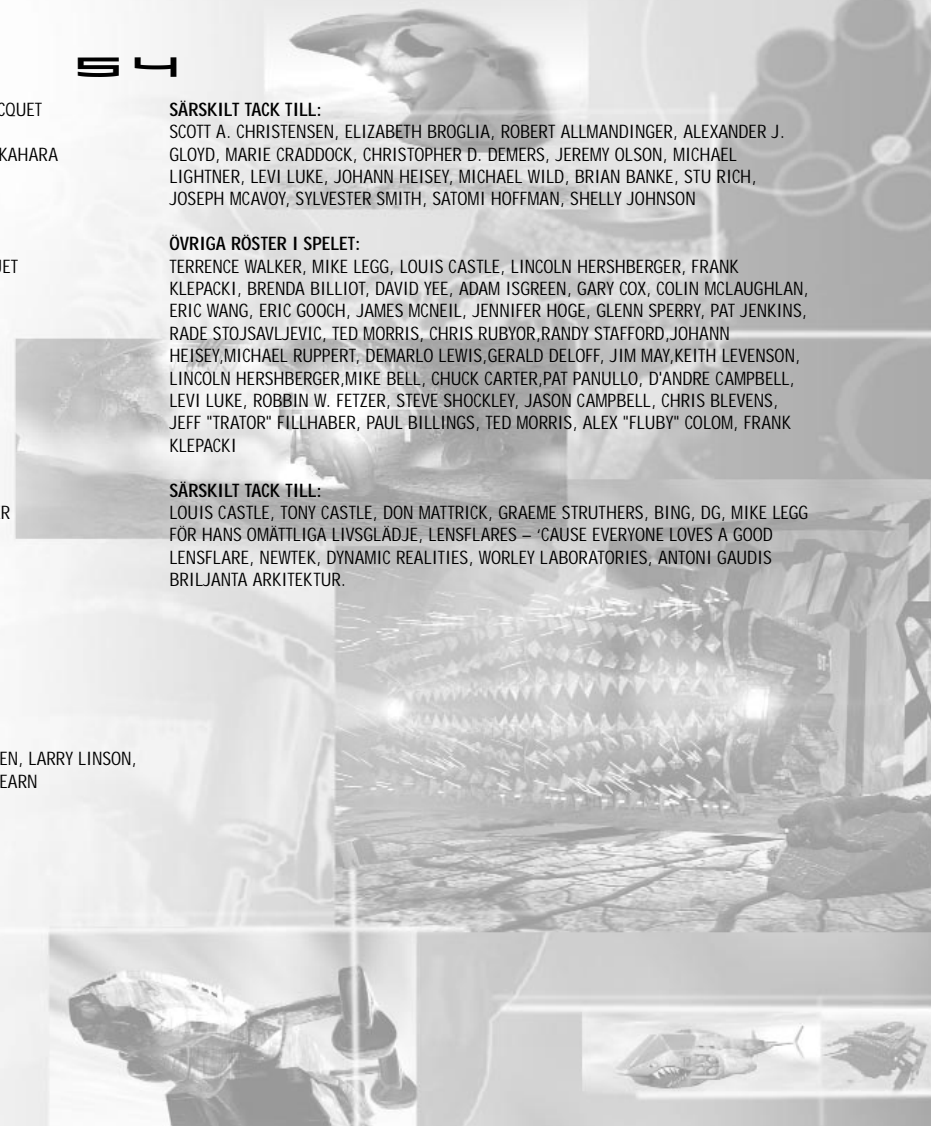 54
CQUET
KAHARA
UET
ER
EN, LARRY LINSON,
EARN
SÄRSKILT TACK TILL:
SCOTT A. CHRISTENSEN, ELIZABETH BROGLIA, ROBERT ALLMANDINGER, ALEXANDER J.
GLOYD, MARIE CRADDOCK, CHRISTOPHER D. DEMERS, JEREMY OLSON, MICHAEL
LIGHTNER, LEVI LUKE, JOHANN HEISEY, MICHAEL WILD, BRIAN BANKE, STU RICH,
JOSEPH MCAVOY, SYLVESTER SMITH, SATOMI HOFFMAN, SHELLY JOHNSON
ÖVRIGA RÖSTER I SPELET:
TERRENCE WALKER, MIKE LEGG, LOUIS CASTLE, LINCOLN HERSHBERGER, FRANK
KLEPACKI, BRENDA BILLIOT, DAVID YEE, ADAM ISGREEN, GARY COX, COLIN MCLAUGHLAN,
ERIC WANG, ERIC GOOCH, JAMES MCNEIL, JENNIFER HOGE, GLENN SPERRY, PAT JENKINS,
RADE STOJSAVLJEVIC, TED MORRIS, CHRIS RUBYOR,RANDY STAFFORD,JOHANN
HEISEY,MICHAEL RUPPERT, DEMARLO LEWIS,GERALD DELOFF, JIM MAY,KEITH LEVENSON,
LINCOLN HERSHBERGER,MIKE BELL, CHUCK CARTER,PAT PANULLO, D'ANDRE CAMPBELL,
LEVI LUKE, ROBBIN W. FETZER, STEVE SHOCKLEY, JASON CAMPBELL, CHRIS BLEVENS,
JEFF "TRATOR" FILLHABER, PAUL BILLINGS, TED MORRIS, ALEX "FLUBY" COLOM, FRANK
KLEPACKI
SÄRSKILT TACK TILL:
LOUIS CASTLE, TONY CASTLE, DON MATTRICK, GRAEME STRUTHERS, BING, DG, MIKE LEGG
FÖR HANS OMÄTTLIGA LIVSGLÄDJE, LENSFLARES – ‘CAUSE EVERYONE LOVES A GOOD
LENSFLARE, NEWTEK, DYNAMIC REALITIES, WORLEY LABORATORIES, ANTONI GAUDIS
BRILJANTA ARKITEKTUR.